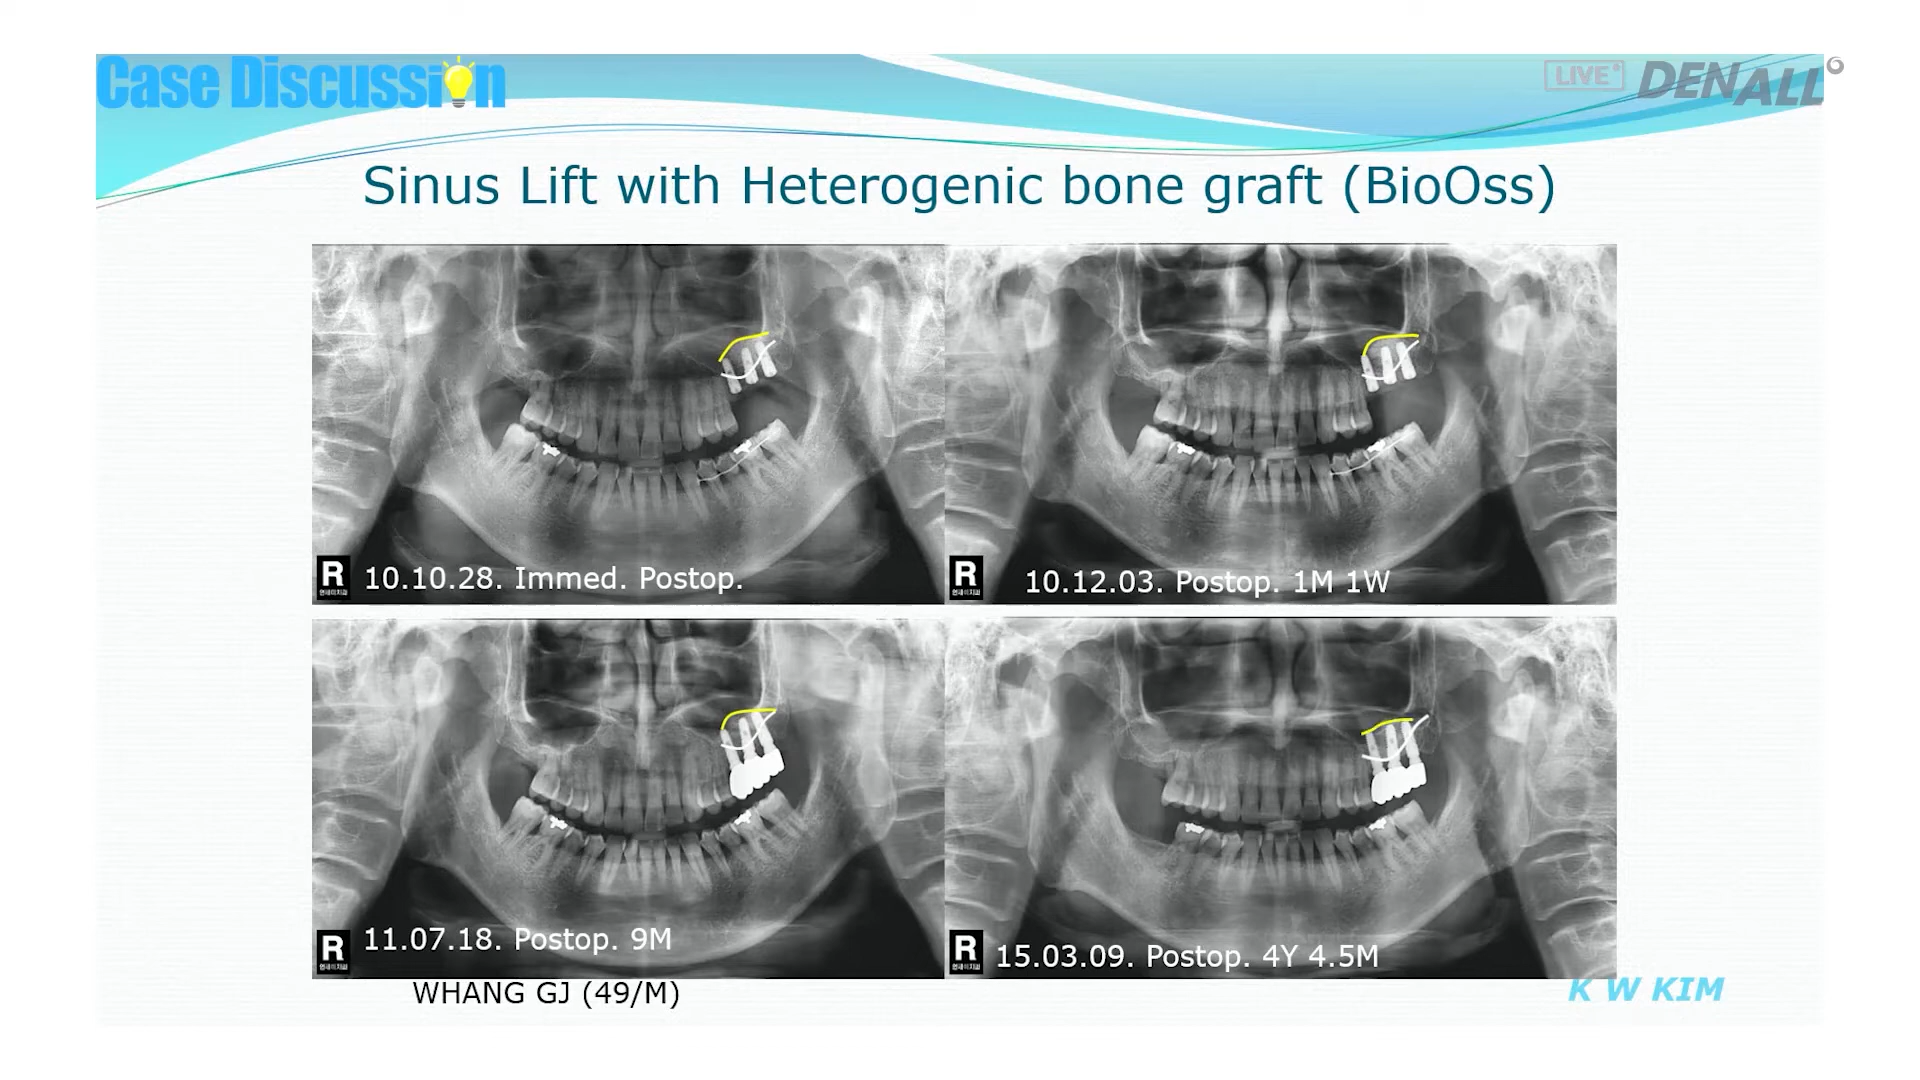 Case Discussion
LIVE
DENALL
Sinus Lift with Heterogenic bone graft (BioOss)
R
10.10.28. Immed. Postop.
R
10.12.03. Postop. 1M 1W
R
11.07.18. Postop. 9M
R
15.03.09. Postop. 4Y 4.5M
WHANG GJ (49/M)
K W KIM